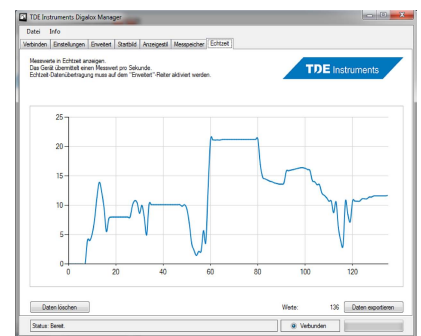 TDE Instruments Digalox Manager
Datei Info
Verbinden Einstellungen Erweitert Startbild Anzeigestil Messpeicher Echtzeit
Messwerte in Echtzeit anzeigen.
Das Gerät übermittelt einen Messwert pro Sekunde.
Echtzeit-Datenübertragung muss auf dem "Erweitert"-Reiter aktiviert werden.
TDE Instruments
25
20
15
10
5
0
0 20 40 60 80 100 120
Daten löschen Werte: 136 Daten exportieren
Status: Bereit. Verbunden